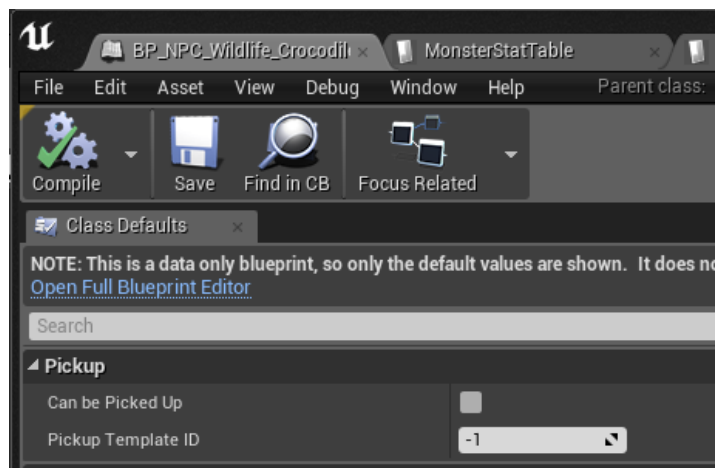 BP_NPC_Wildlife_Crocodil
MonsterStatTable
File Edit Asset View Debug Window Help Parent class:
Compile Save Find in CB Focus Related
Class Defaults
NOTE: This is a data only blueprint, so only the default values are shown. It does no
Open Full Blueprint Editor
Search
Pickup
Can be Picked Up
Pickup Template ID -1